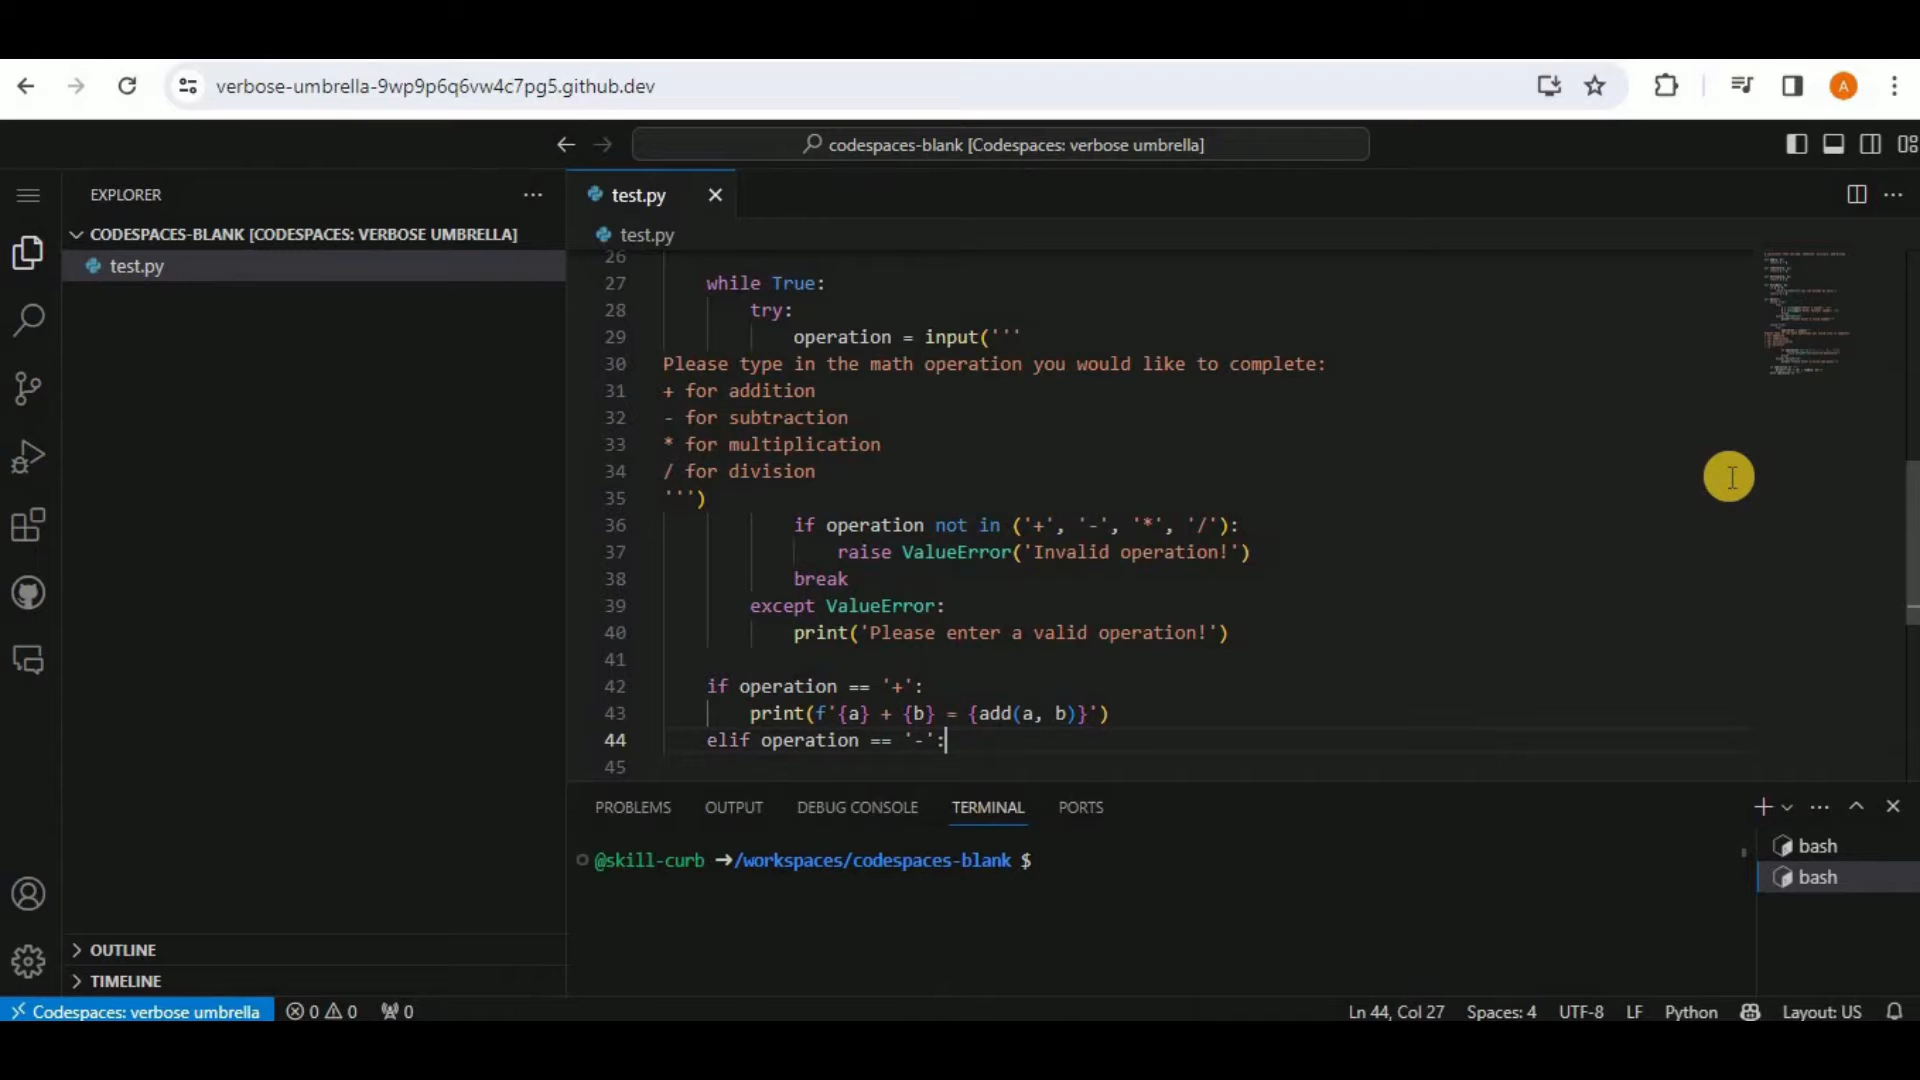 verbose-umbrella-9wp9p6q6vw4c7pg5.github.dev
A
codespaces-blank [Codespaces: verbose umbrella]
EXPLORER
test.py
CODESPACES-BLANK [CODESPACES: VERBOSE UMBRELLA]
test.py
test.py
26
27 while True:
28 try:
29 operation = input('''
30 Please type in the math operation you would like to complete:
31 + for addition
32 - for subtraction
33 * for multiplication
34 / for division
35 ''')
36 if operation not in ('+', '-', '*', '/'):
37 raise ValueError('Invalid operation!')
38 break
39 except ValueError:
40 print('Please enter a valid operation!')
41
42 if operation == '+':
43 print(f'{a} + {b} = {add(a, b)}')
44 elif operation == '-':
45
PROBLEMS OUTPUT DEBUG CONSOLE TERMINAL PORTS
@skill-curb ➜/workspaces/codespaces-blank $
bash
bash
OUTLINE
TIMELINE
Codespaces: verbose umbrella 0 0 0 Ln 44, Col 27 Spaces: 4 UTF-8 LF Python Layout: US